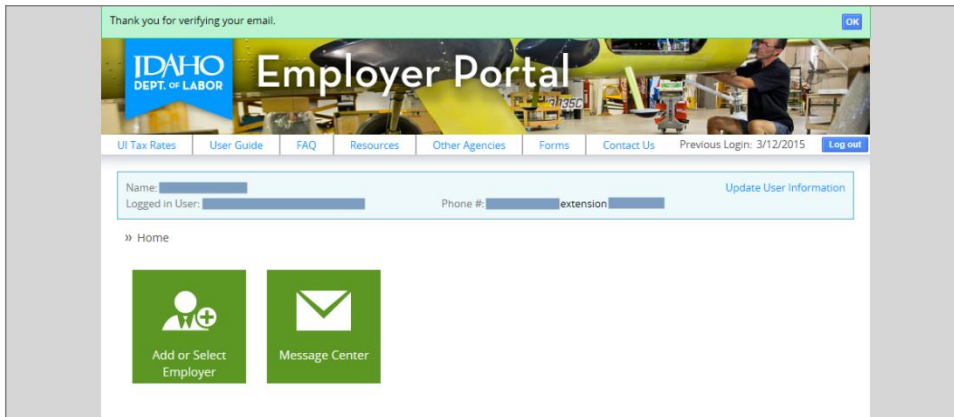 Thank you for verifying your email.
OK
IDAHO
DEPT. OF LABOR
Employer Portal
UI Tax Rates User Guide FAQ Resources Other Agencies Forms Contact Us Previous Login: 3/12/2015 Log out
Name: Update User Information
Logged in User: Phone #: extension
» Home
Add or Select
Employer
Message Center